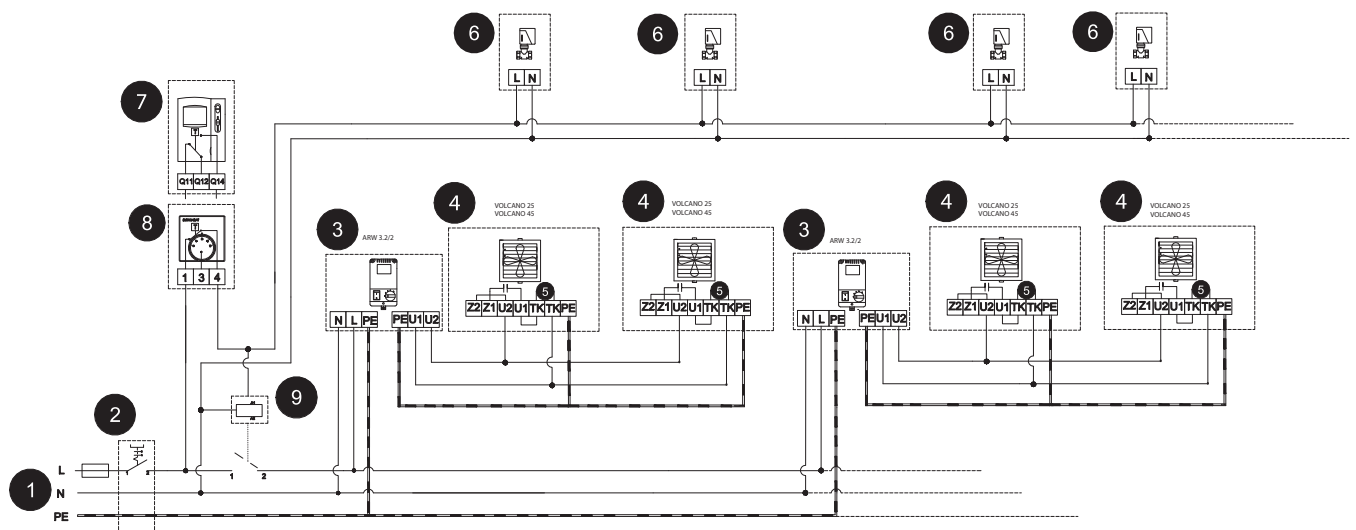 6 6 6 6
L N L N L N L N
7
Q11 Q12 Q14
8
1 3 4
3
ARW 3.2/2
N L PE PE U1 U2
4
VOLCANO 25
VOLCANO 45
5
Z2 Z1 U2 U1 TK TK PE
4
VOLCANO 25
VOLCANO 45
5
Z2 Z1 U2 U1 TK TK PE
3
ARW 3.2/2
N L PE PE U1 U2
4
VOLCANO 25
VOLCANO 45
5
Z2 Z1 U2 U1 TK TK PE
4
VOLCANO 25
VOLCANO 45
5
Z2 Z1 U2 U1 TK TK PE
9
2
1 2
1 2
1
L
N
PE